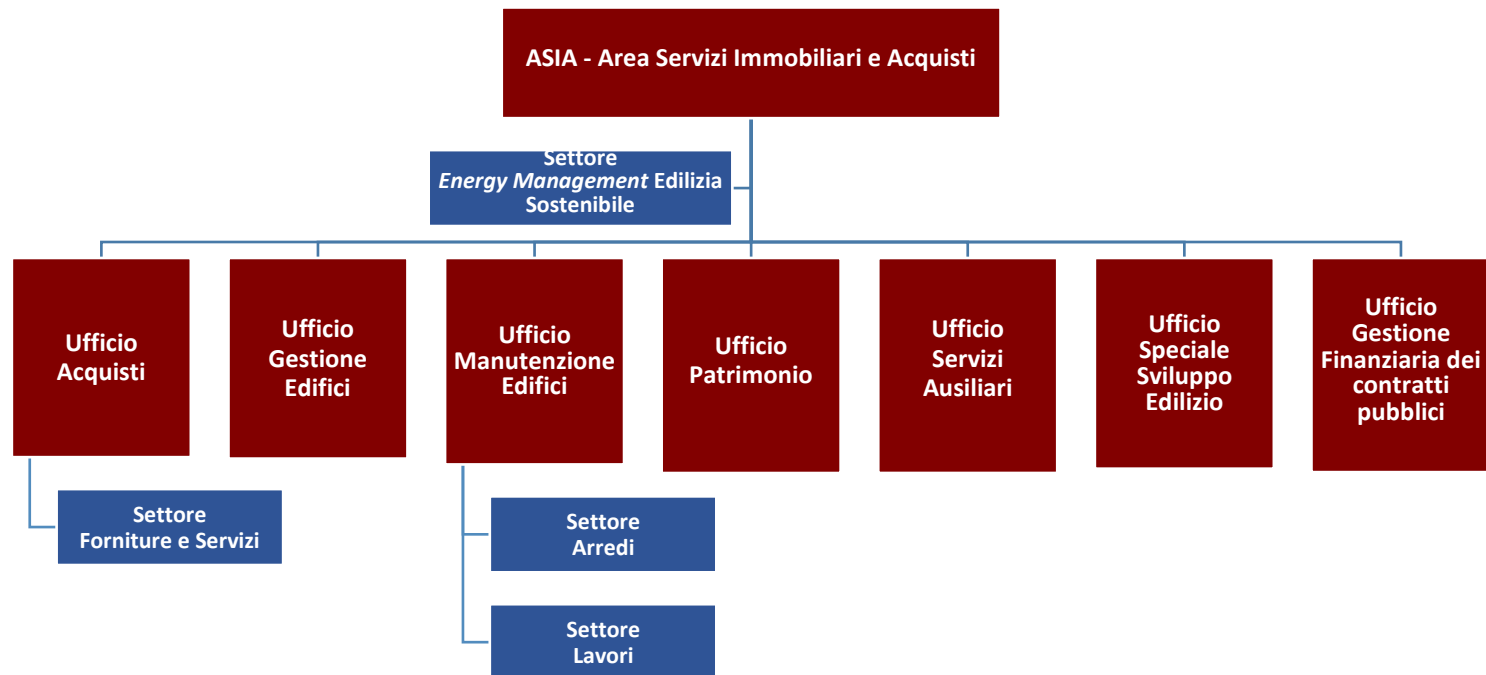 ASIA - Area Servizi Immobiliari e Acquisti
Settore
Energy Management Edilizia
Sostenibile
Ufficio
Acquisti
Ufficio
Gestione
Edifici
Ufficio
Manutenzione
Edifici
Ufficio
Patrimonio
Ufficio
Servizi
Ausiliari
Ufficio
Speciale
Sviluppo
Edilizio
Ufficio
Gestione
Finanziaria dei
contratti
pubblici
Settore
Forniture e Servizi
Settore
Arredi
Settore
Lavori